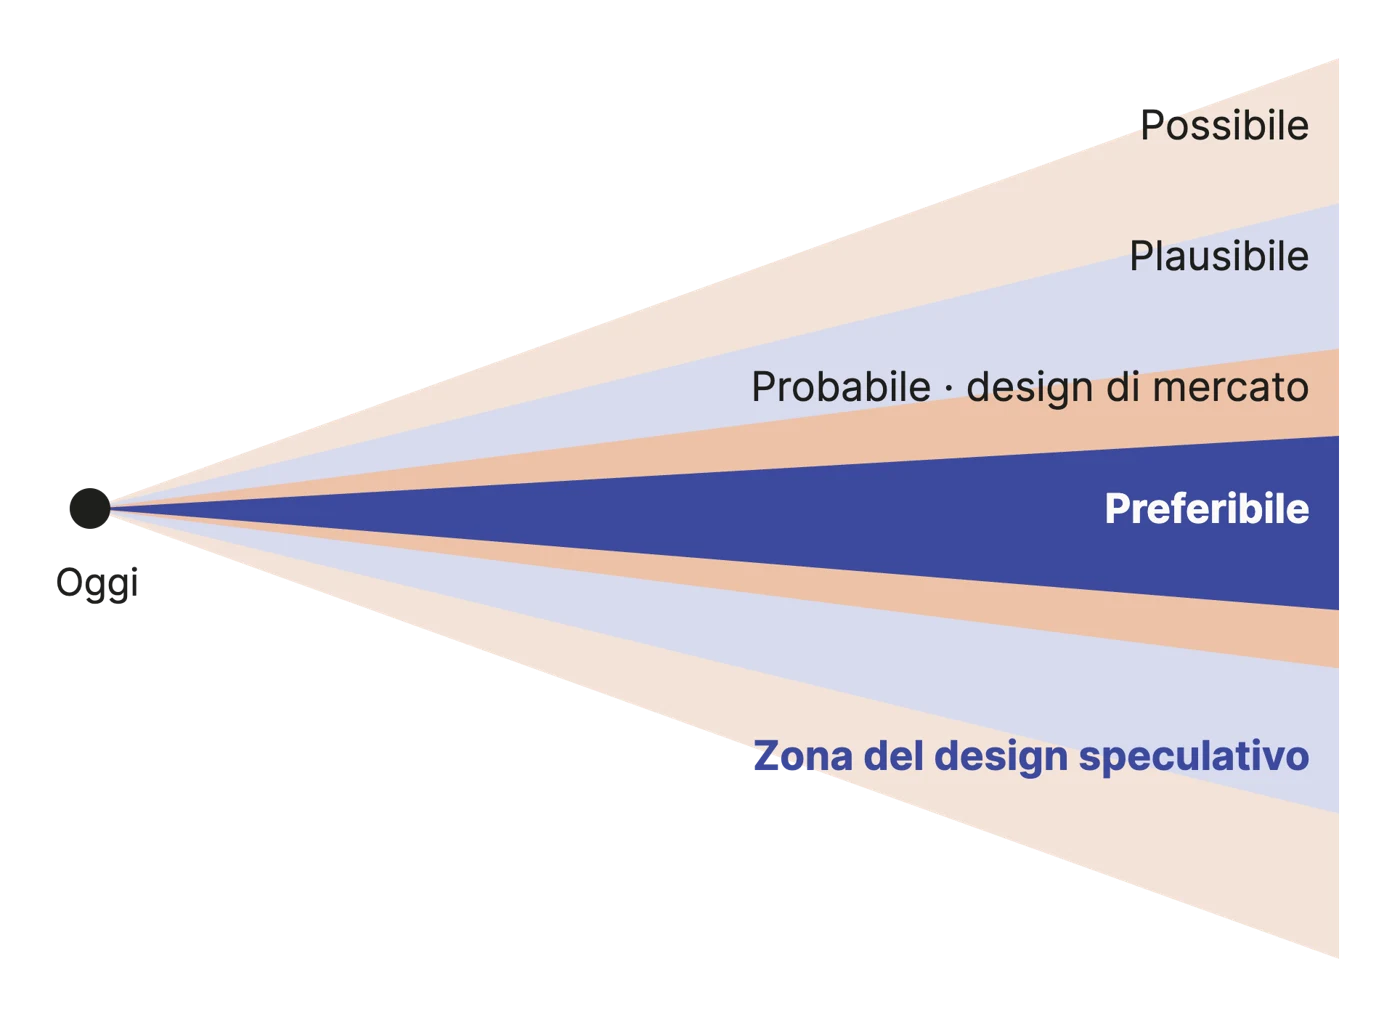 Possibile
Plausibile
Probabile · design di mercato
Preferibile
Oggi
Zona del design speculativo